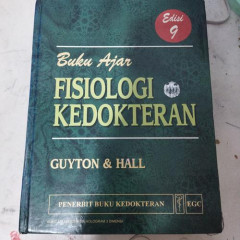 Edisi
9
Buku Ajar
FISIOLOGI
KEDOKTERAN
GUYTON & HALL
PENERBIT BUKU KEDOKTERAN EGC